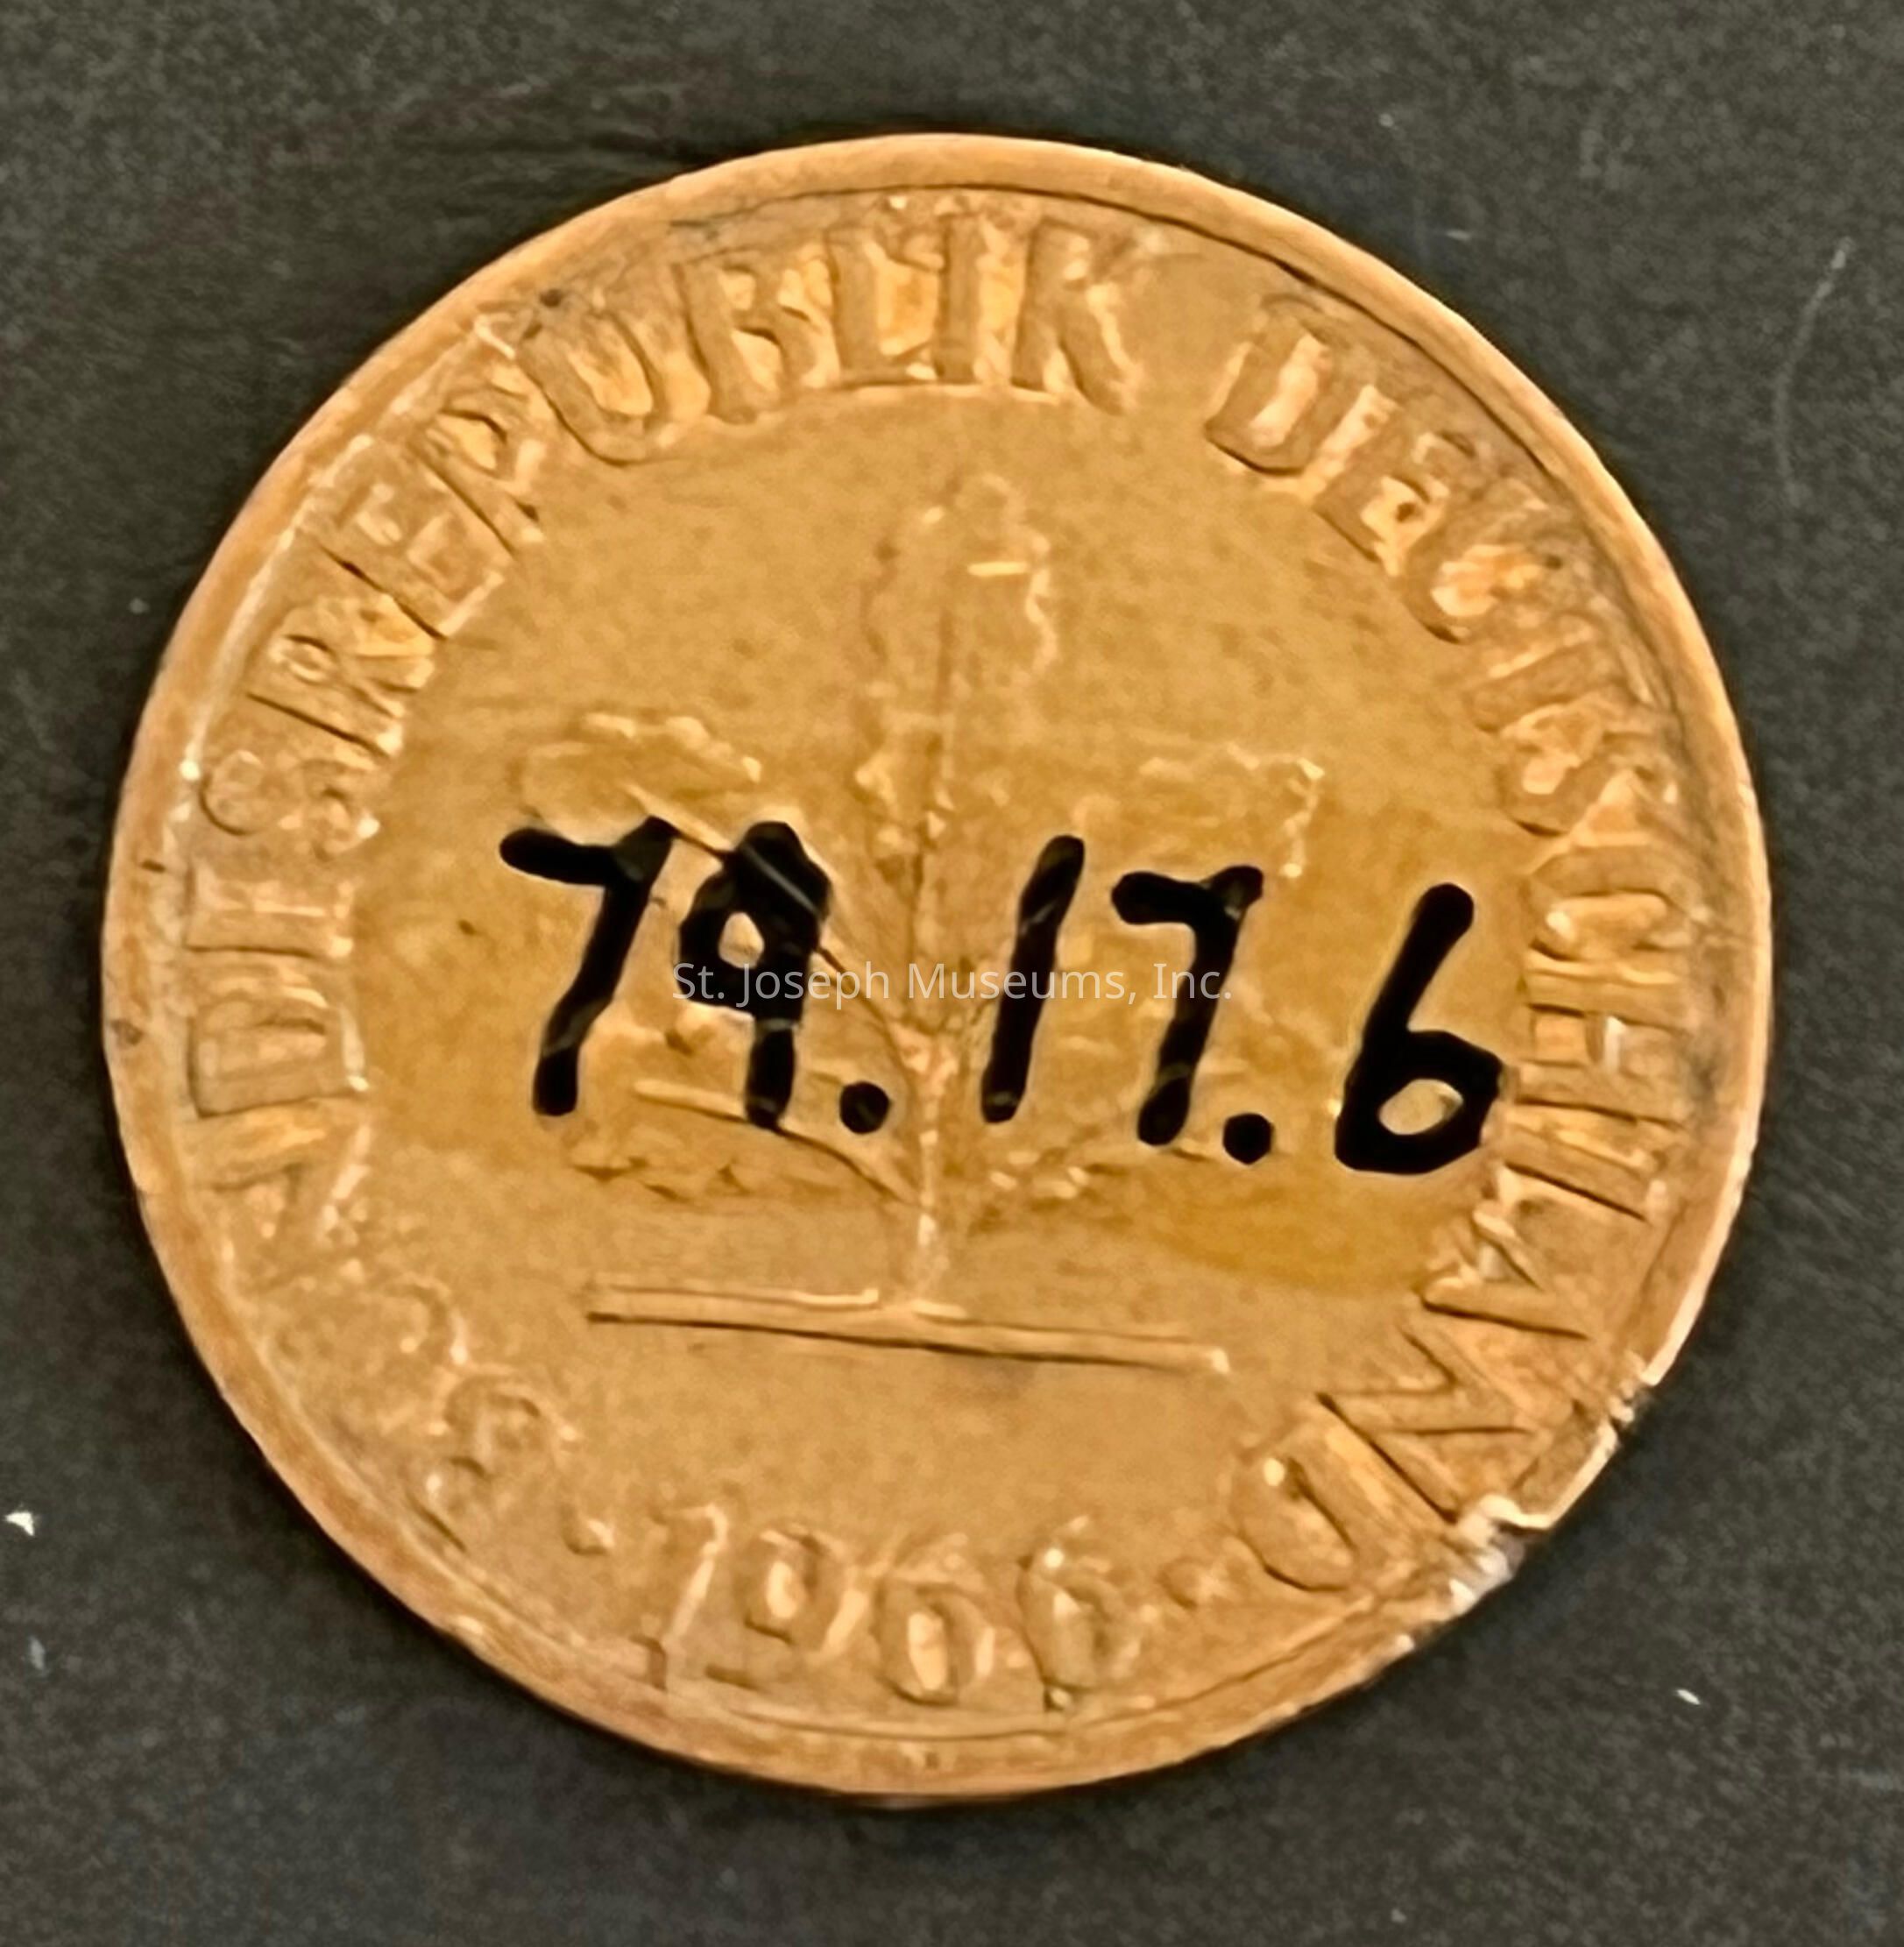 BUNDESREPUBLIK DEUTSCHLAND
79.17.6
St. Joseph Museums, Inc.
· 1966 ·